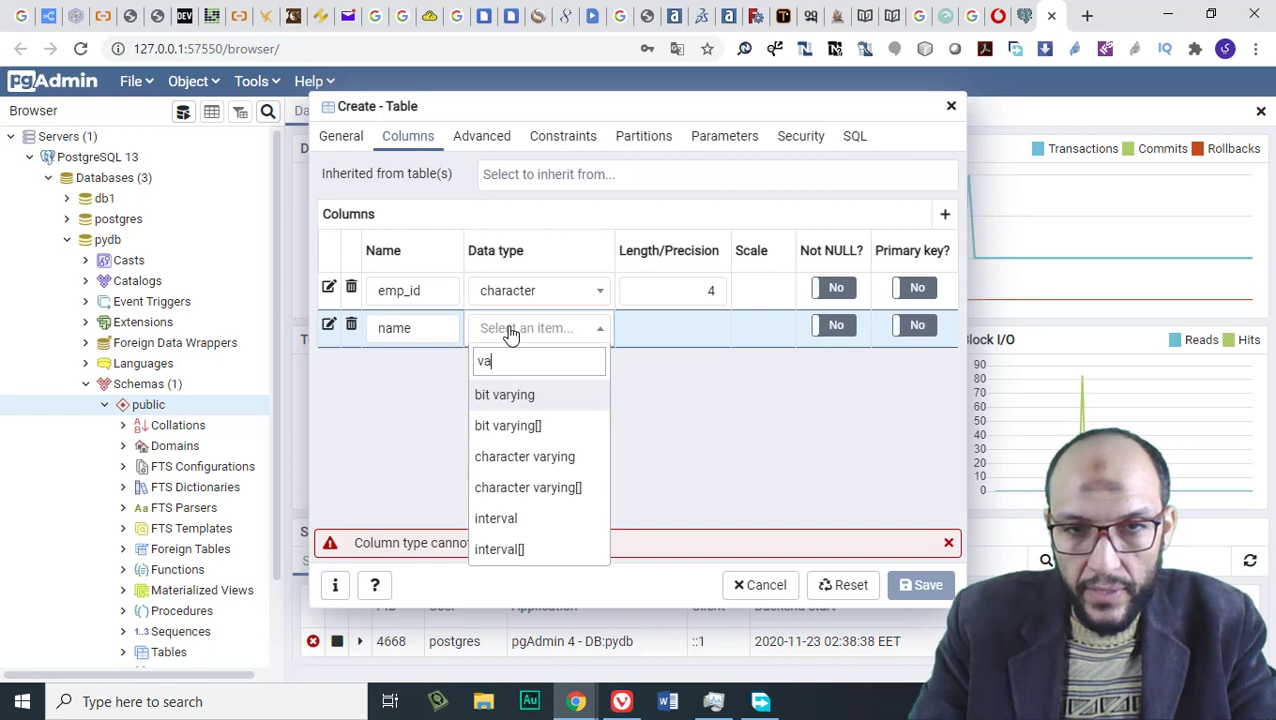 127.0.0.1:57550/browser/
pgAdmin File Object Tools Help
Browser
Servers (1)
PostgreSQL 13
Databases (3)
db1
postgres
pydb
Casts
Catalogs
Event Triggers
Extensions
Foreign Data Wrappers
Languages
Schemas (1)
public
Collations
Domains
FTS Configurations
FTS Dictionaries
FTS Parsers
FTS Templates
Foreign Tables
Functions
Materialized Views
Procedures
Sequences
Tables
Create - Table
General Columns Advanced Constraints Partitions Parameters Security SQL
Inherited from table(s) Select to inherit from...
Columns
Name Data type Length/Precision Scale Not NULL? Primary key?
emp_id character 4 No No
name Select an item... No No
va
bit varying
bit varying[]
character varying
character varying[]
interval
interval[]
Column type cannot
Cancel Reset Save
4668 postgres pgAdmin 4 - DB:pydb ::1 2020-11-23 02:38:38 EET
Transactions Commits Rollbacks
Block I/O Reads Hits
90
80
70
60
50
40
30
20
10
0
Type here to search